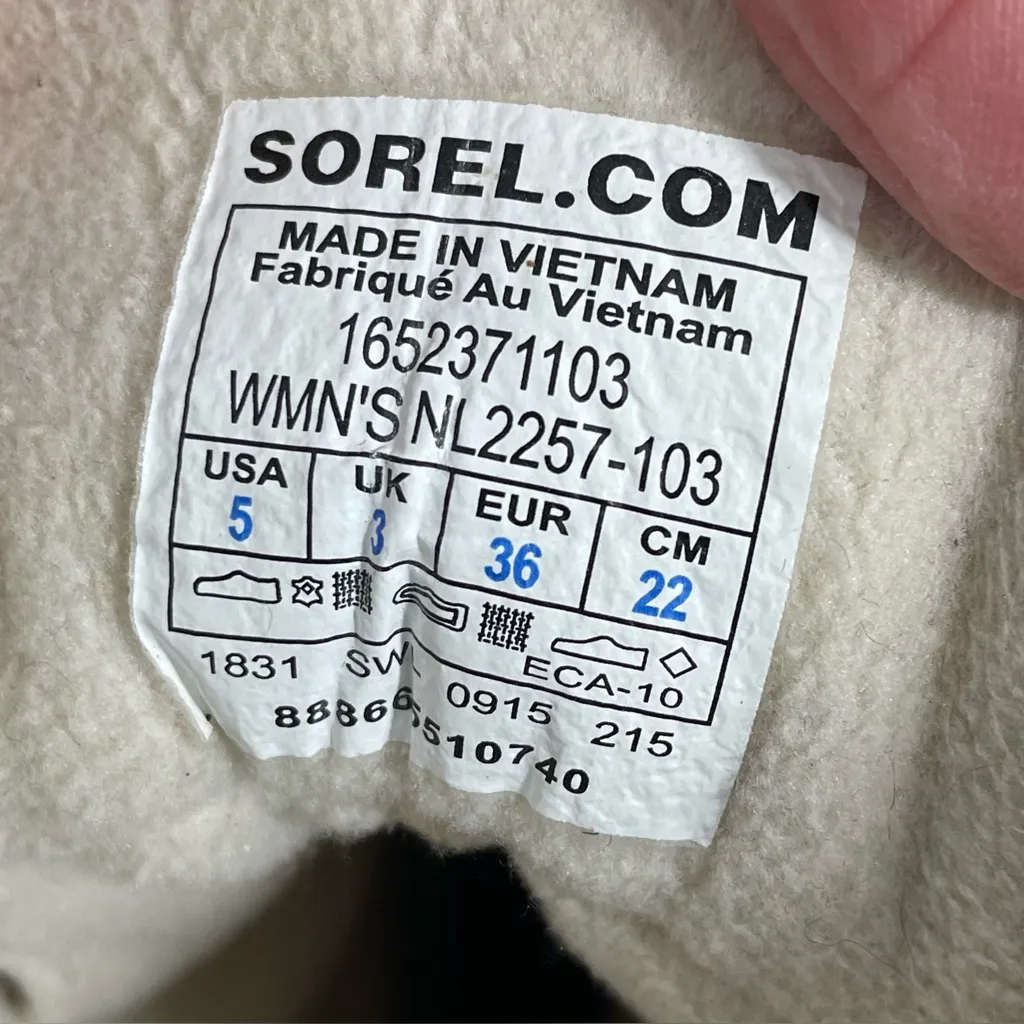 SOREL.COM
MADE IN VIETNAM
Fabriqué Au Vietnam
1652371103
WMN'S NL2257-103
USA UK EUR CM
5 3 36 22
ECA-10
1831 0915 215